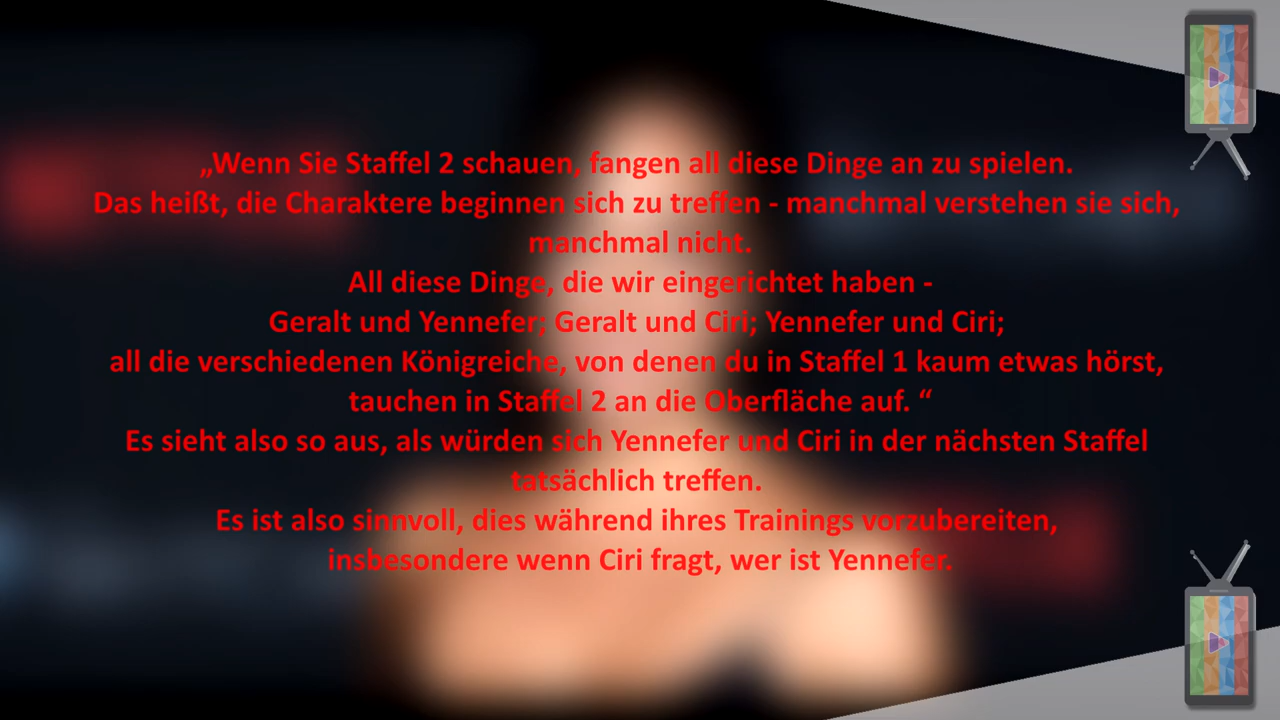 „Wenn Sie Staffel 2 schauen, fangen all diese Dinge an zu spielen.
Das heißt, die Charaktere beginnen sich zu treffen - manchmal verstehen sie sich,
manchmal nicht.
All diese Dinge, die wir eingerichtet haben -
Geralt und Yennefer; Geralt und Ciri; Yennefer und Ciri;
all die verschiedenen Königreiche, von denen du in Staffel 1 kaum etwas hörst,
tauchen in Staffel 2 an die Oberfläche auf. “
Es sieht also so aus, als würden sich Yennefer und Ciri in der nächsten Staffel
tatsächlich treffen.
Es ist also sinnvoll, dies während ihres Trainings vorzubereiten,
insbesondere wenn Ciri fragt, wer ist Yennefer.